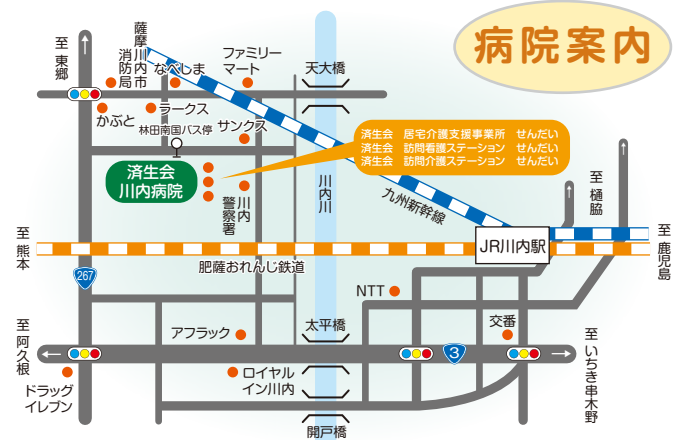 病院案内
至 東郷
薩摩川内市
消防局
なべしま
ファミリー
マート
天大橋
かぶと
ラークス
林田南国バス停
サンクス
済生会　居宅介護支援事業所　せんだい
済生会　訪問看護ステーション　せんだい
済生会　訪問介護ステーション　せんだい
済生会
川内病院
川内
警察署
川内川
九州新幹線
至 樋脇
至 熊本
JR川内駅
至 鹿児島
肥薩おれんじ鉄道
267
NTT
至 阿久根
アフラック
太平橋
交番
3
至 いちき串木野
ドラッグ
イレブン
ロイヤル
イン川内
開戸橋